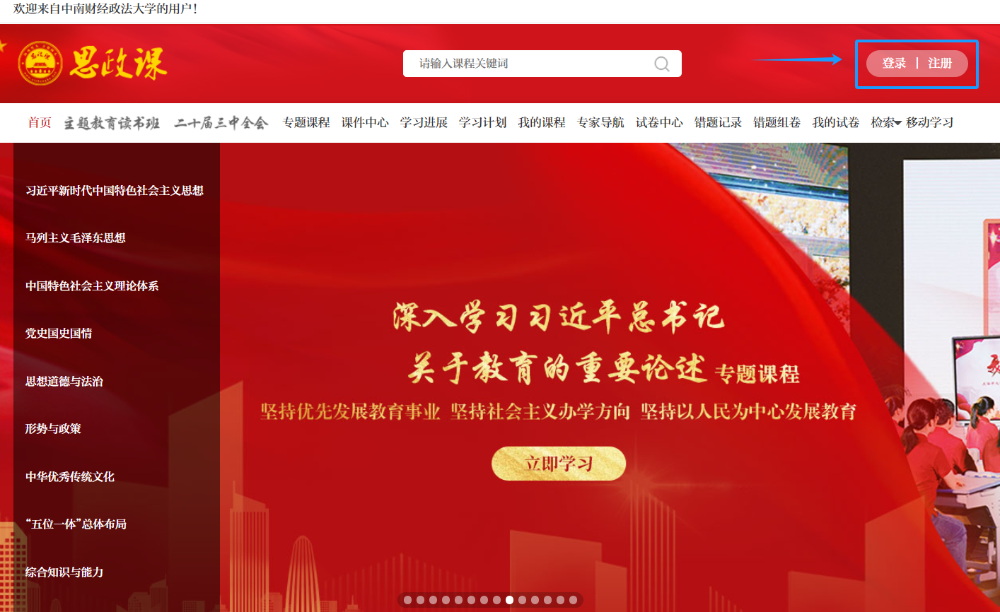 欢迎来自中南财经政法大学的用户！
思政课
请输入课程关键词
登录 | 注册
首页 主题教育读书班 二十届三中全会 专题课程 课件中心 学习进展 学习计划 我的课程 专家导航 试卷中心 错题记录 错题组卷 我的试卷 检索 移动学习
习近平新时代中国特色社会主义思想
马列主义毛泽东思想
中国特色社会主义理论体系
党史国史国情
思想道德与法治
形势与政策
中华优秀传统文化
“五位一体”总体布局
综合知识与能力
深入学习习近平总书记
关于教育的重要论述 专题课程
坚持优先发展教育事业 坚持社会主义办学方向 坚持以人民为中心发展教育
立即学习